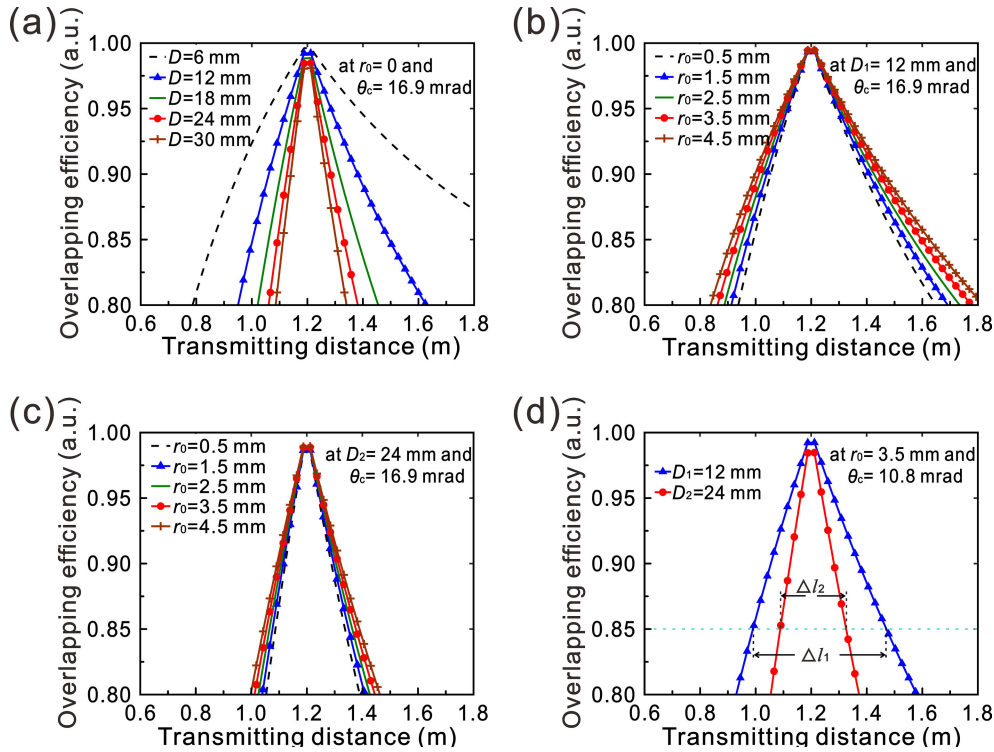 (a)
Overlapping efficiency (a.u.)
1.00
0.95
0.90
0.85
0.80
D=6 mm
D=12 mm
D=18 mm
D=24 mm
D=30 mm
at r₀= 0 and
θc= 16.9 mrad
0.6 0.8 1.0 1.2 1.4 1.6 1.8
Transmitting distance (m)
(b)
Overlapping efficiency (a.u.)
1.00
0.95
0.90
0.85
0.80
r₀=0.5 mm
r₀=1.5 mm
r₀=2.5 mm
r₀=3.5 mm
r₀=4.5 mm
at D₁= 12 mm and
θc= 16.9 mrad
0.6 0.8 1.0 1.2 1.4 1.6 1.8
Transmitting distance (m)
(c)
Overlapping efficiency (a.u.)
1.00
0.95
0.90
0.85
0.80
r₀=0.5 mm
r₀=1.5 mm
r₀=2.5 mm
r₀=3.5 mm
r₀=4.5 mm
at D₂= 24 mm and
θc= 16.9 mrad
0.6 0.8 1.0 1.2 1.4 1.6 1.8
Transmitting distance (m)
(d)
Overlapping efficiency (a.u.)
1.00
0.95
0.90
0.85
0.80
D₁=12 mm
D₂=24 mm
at r₀= 3.5 mm and
θc= 10.8 mrad
△l₂
△l₁
0.6 0.8 1.0 1.2 1.4 1.6 1.8
Transmitting distance (m)